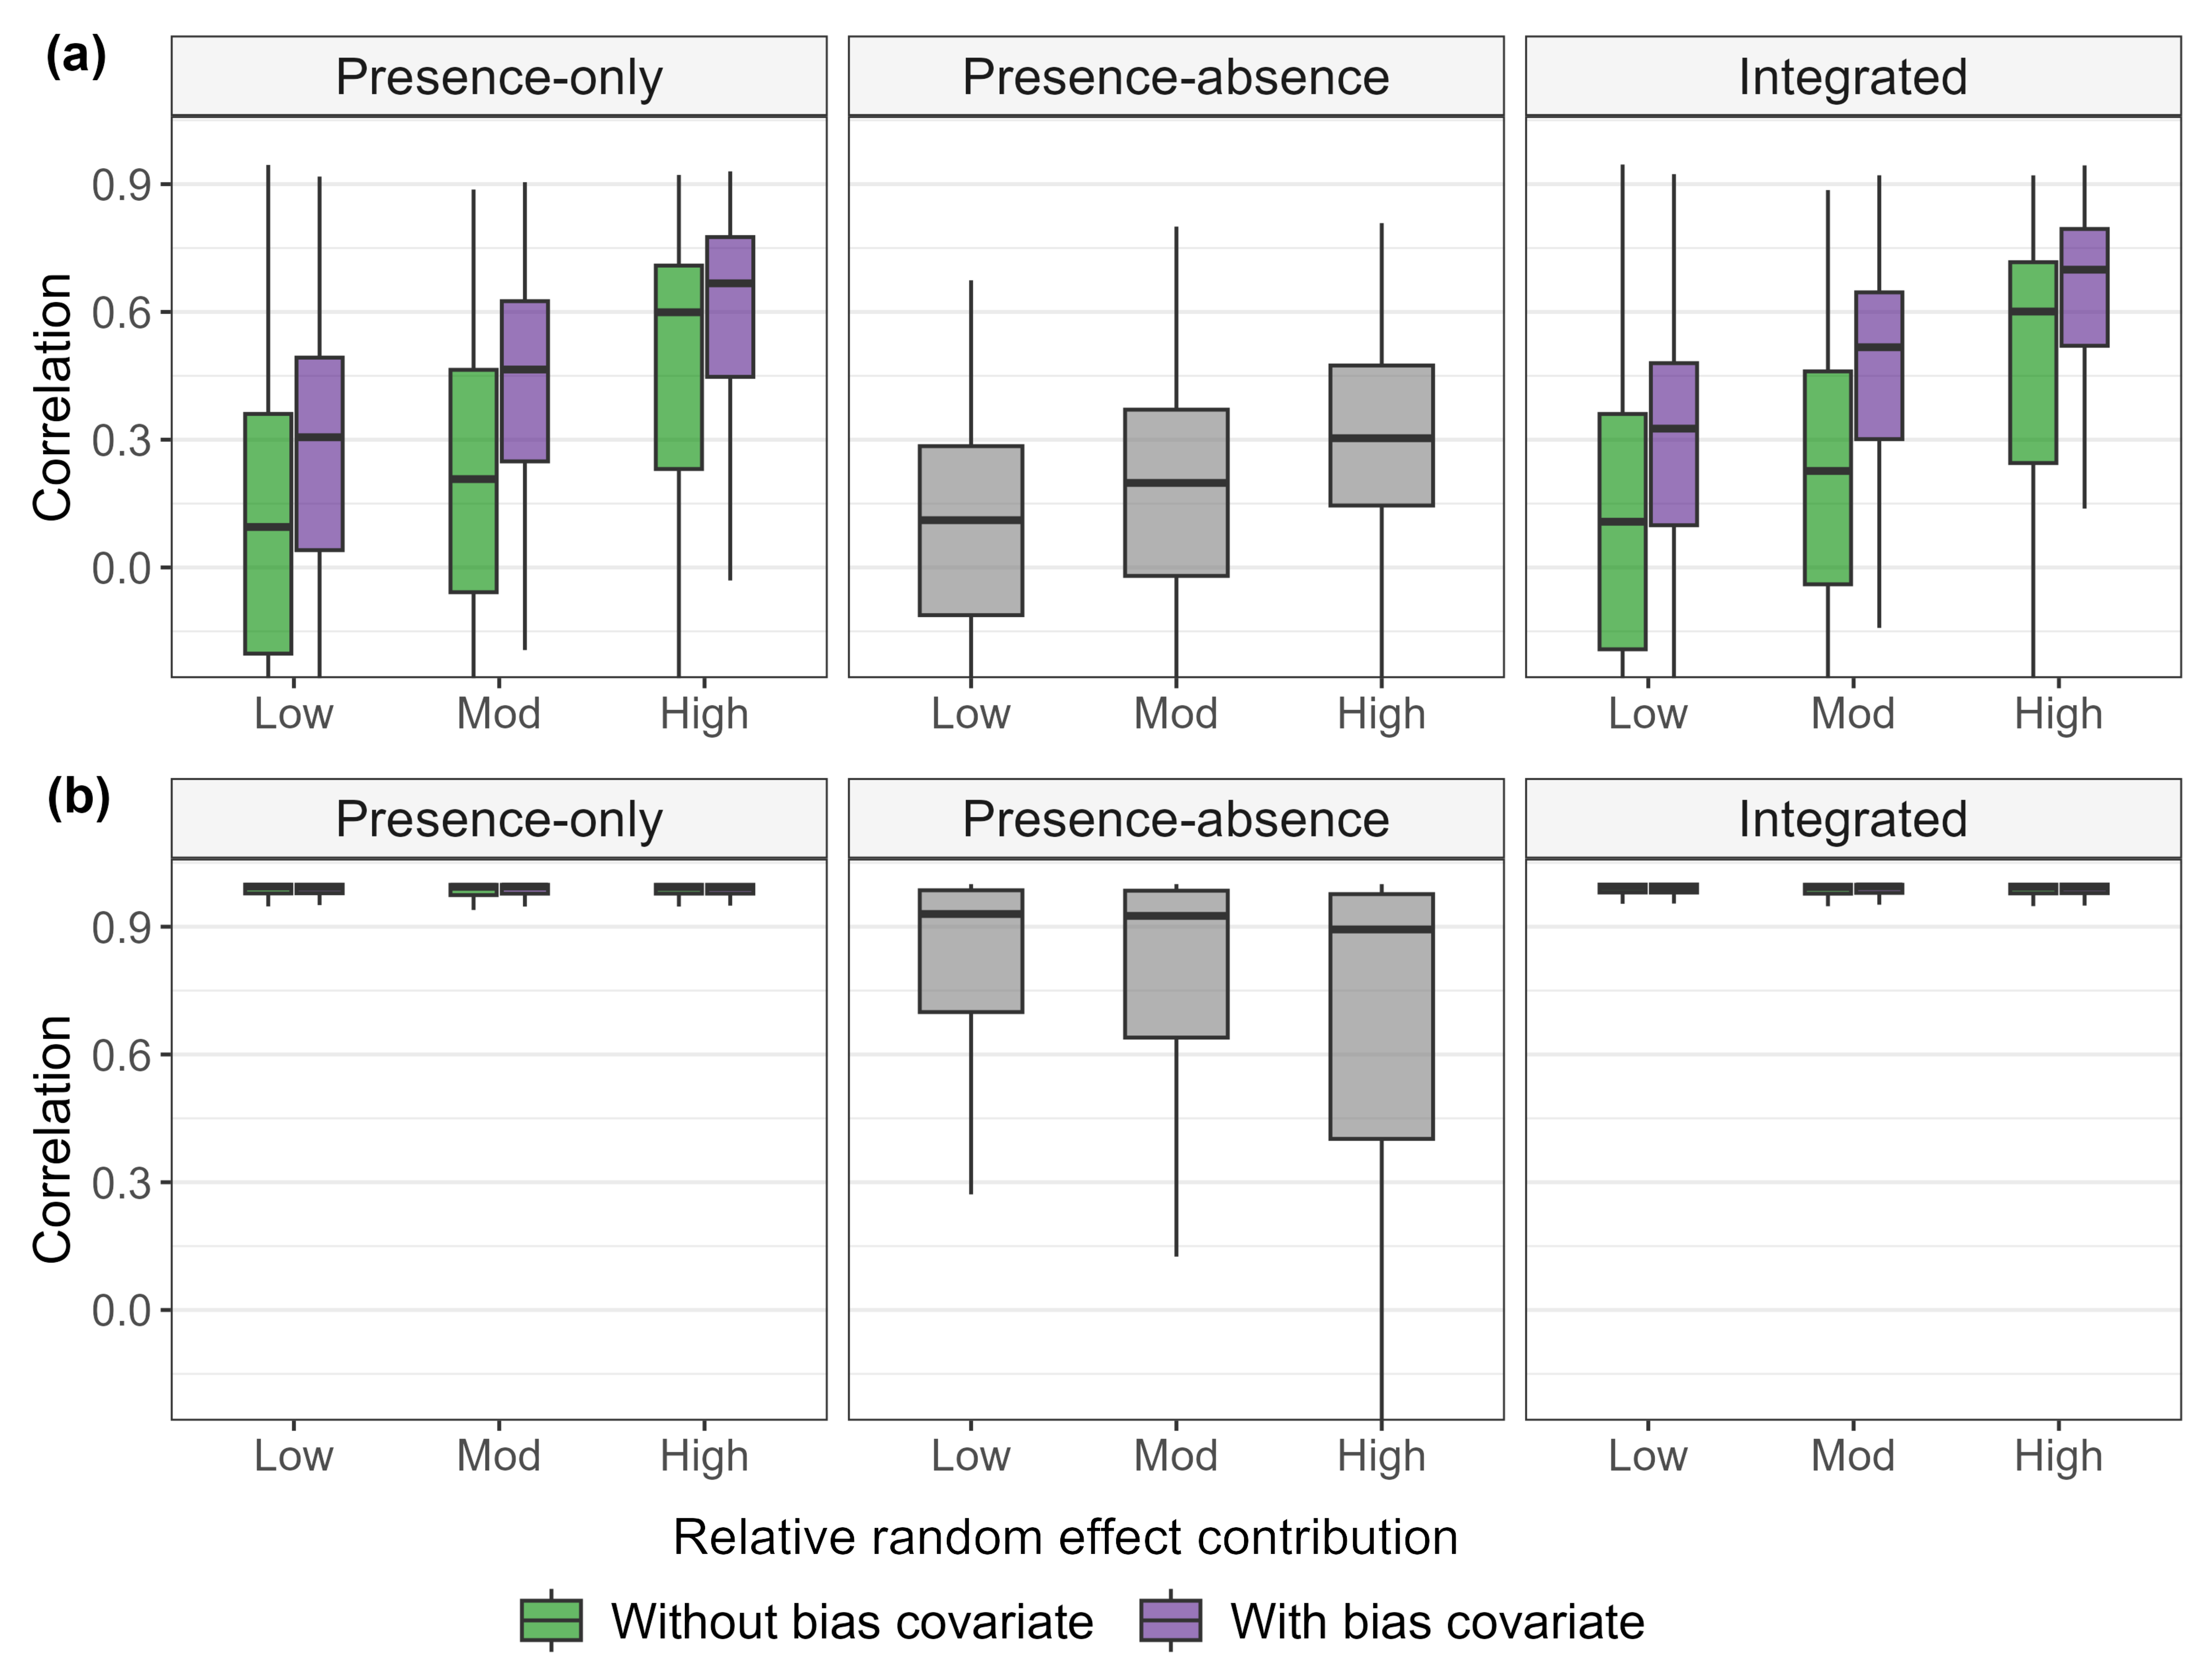 (a)
Presence-only Presence-absence Integrated
Correlation
0.9
0.6
0.3
0.0
Low Mod High Low Mod High Low Mod High
(b)
Presence-only Presence-absence Integrated
Correlation
0.9
0.6
0.3
0.0
Low Mod High Low Mod High Low Mod High
Relative random effect contribution
Without bias covariate With bias covariate